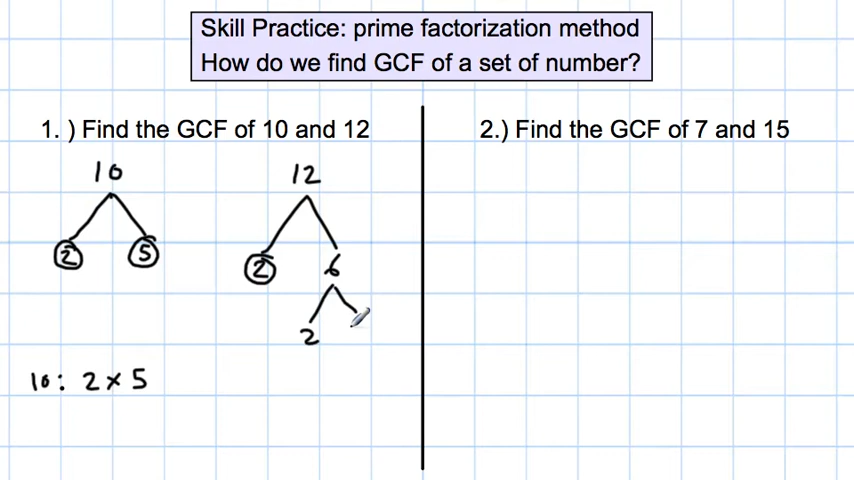 Skill Practice: prime factorization method
How do we find GCF of a set of number?
1. ) Find the GCF of 10 and 12
10
12
2 5
2 6
2
10: 2 × 5
2.) Find the GCF of 7 and 15